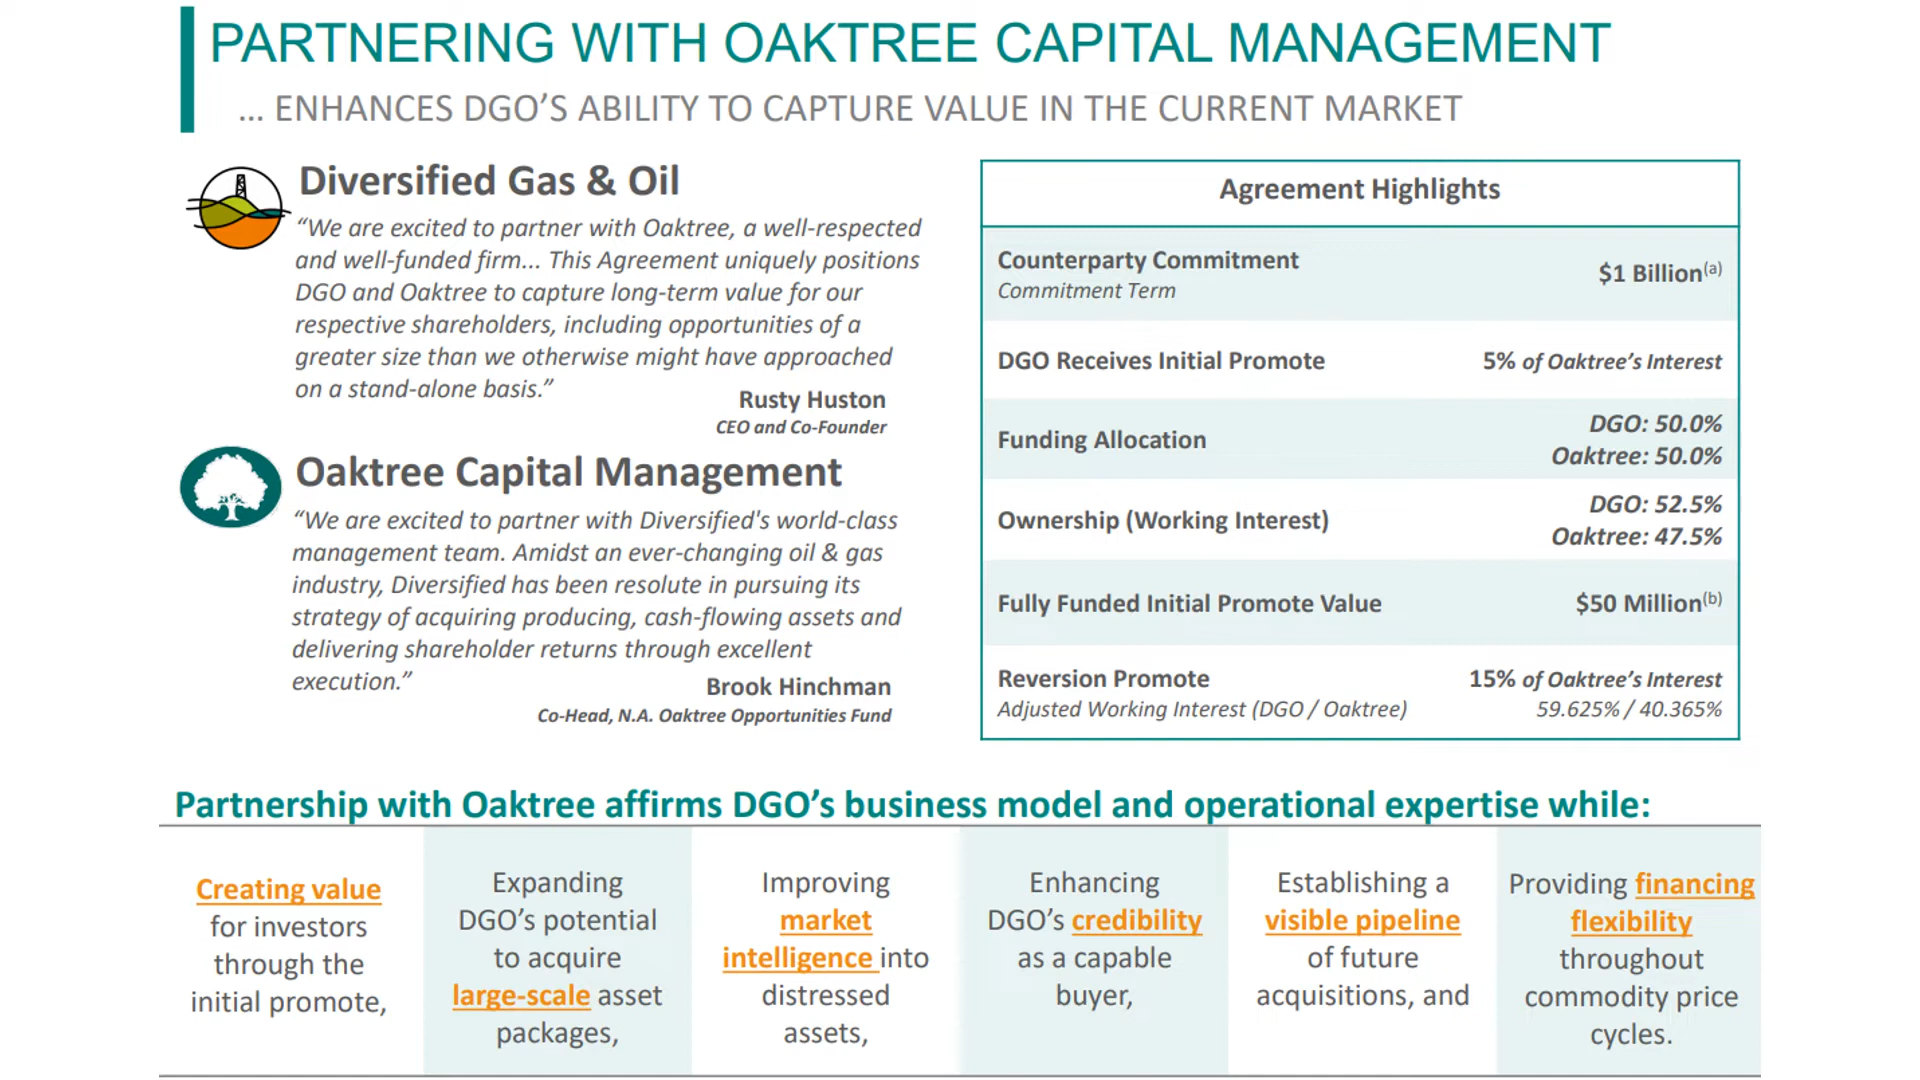 PARTNERING WITH OAKTREE CAPITAL MANAGEMENT
... ENHANCES DGO’S ABILITY TO CAPTURE VALUE IN THE CURRENT MARKET
Diversified Gas & Oil
“We are excited to partner with Oaktree, a well-respected
and well-funded firm... This Agreement uniquely positions
DGO and Oaktree to capture long-term value for our
respective shareholders, including opportunities of a
greater size than we otherwise might have approached
on a stand-alone basis.”
Rusty Huston
CEO and Co-Founder
Oaktree Capital Management
“We are excited to partner with Diversified's world-class
management team. Amidst an ever-changing oil & gas
industry, Diversified has been resolute in pursuing its
strategy of acquiring producing, cash-flowing assets and
delivering shareholder returns through excellent
execution.”
Brook Hinchman
Co-Head, N.A. Oaktree Opportunities Fund
Agreement Highlights
Counterparty Commitment
Commitment Term
$1 Billion(a)
DGO Receives Initial Promote
5% of Oaktree’s Interest
Funding Allocation
DGO: 50.0%
Oaktree: 50.0%
Ownership (Working Interest)
DGO: 52.5%
Oaktree: 47.5%
Fully Funded Initial Promote Value
$50 Million(b)
Reversion Promote
15% of Oaktree’s Interest
Adjusted Working Interest (DGO / Oaktree)
59.625% / 40.365%
Partnership with Oaktree affirms DGO’s business model and operational expertise while:
Creating value
for investors
through the
initial promote,
Expanding
DGO’s potential
to acquire
large-scale asset
packages,
Improving
market
intelligence into
distressed
assets,
Enhancing
DGO’s credibility
as a capable
buyer,
Establishing a
visible pipeline
of future
acquisitions, and
Providing financing
flexibility
throughout
commodity price
cycles.